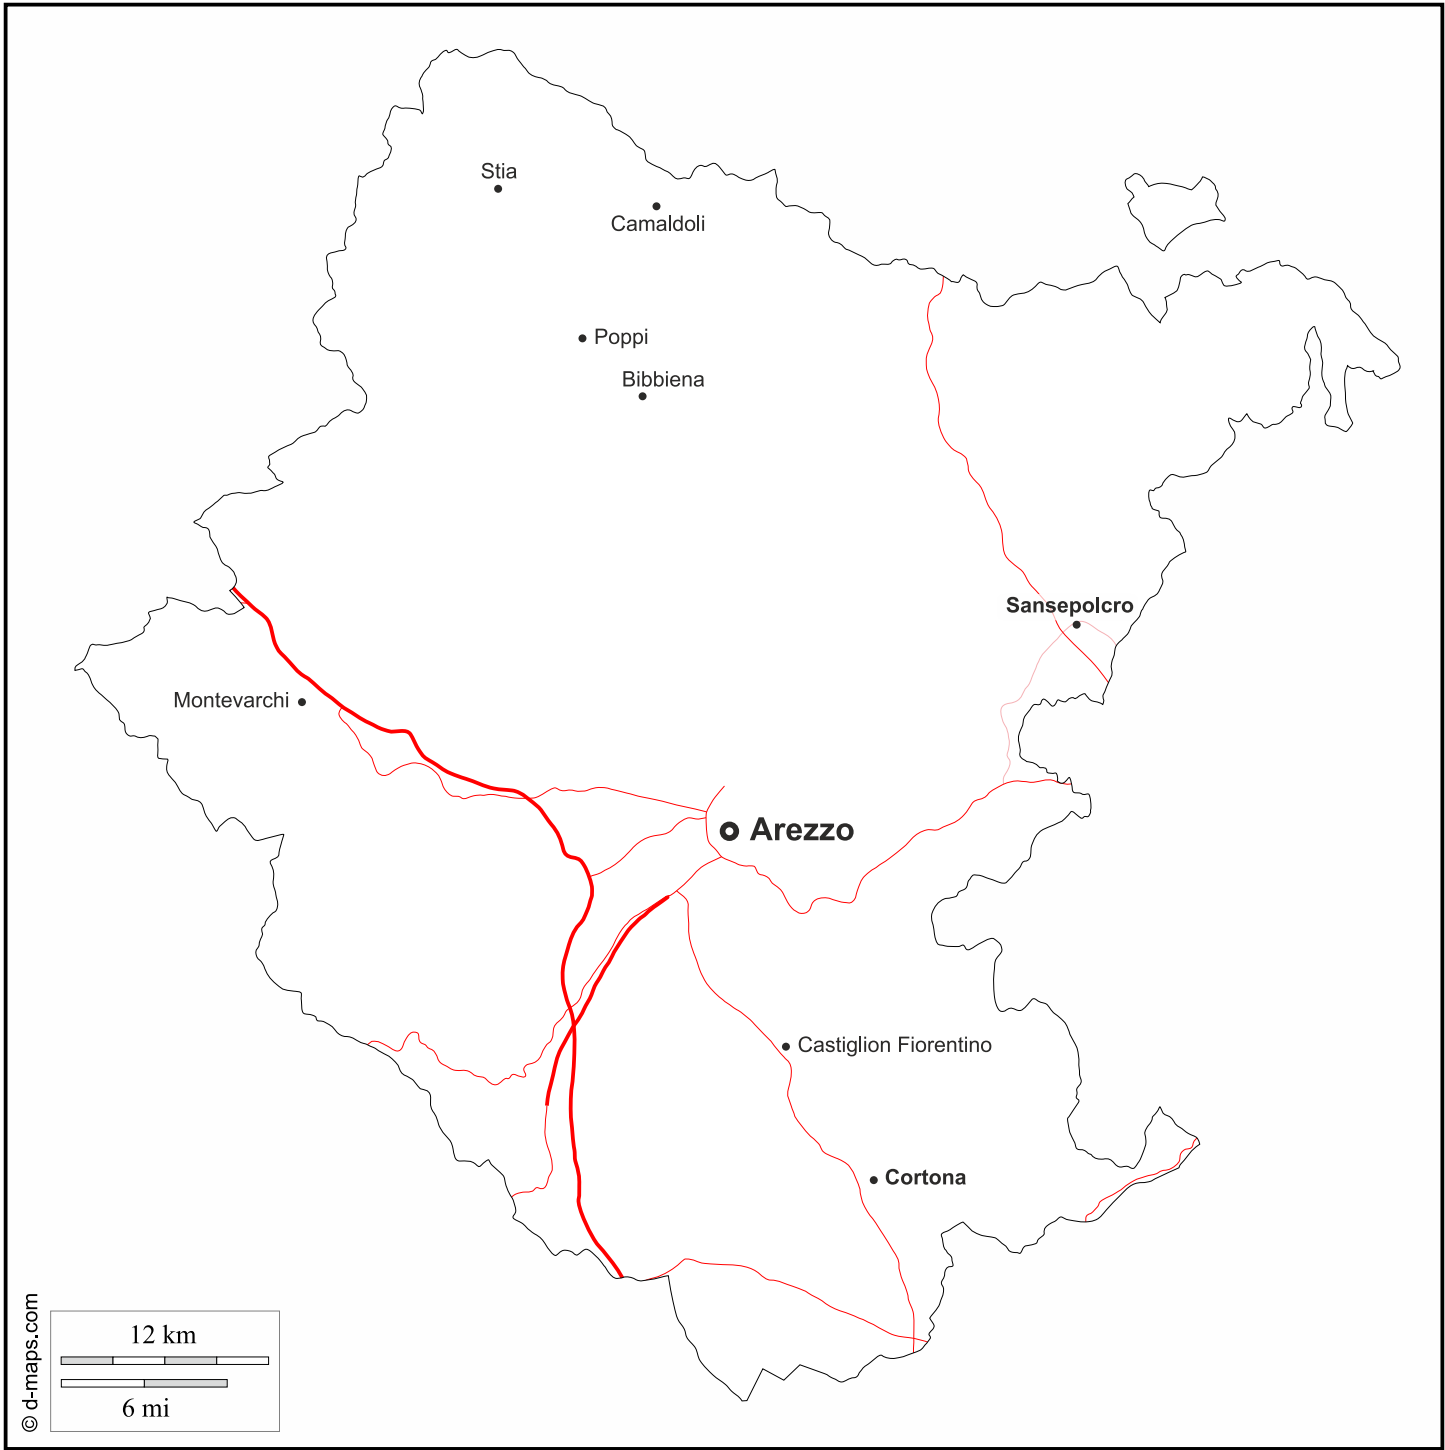 Stia
Camaldoli
Poppi
Bibbiena
Sansepolcro
Montevarchi
Arezzo
Castiglion Fiorentino
Cortona
12 km
6 mi
© d-maps.com